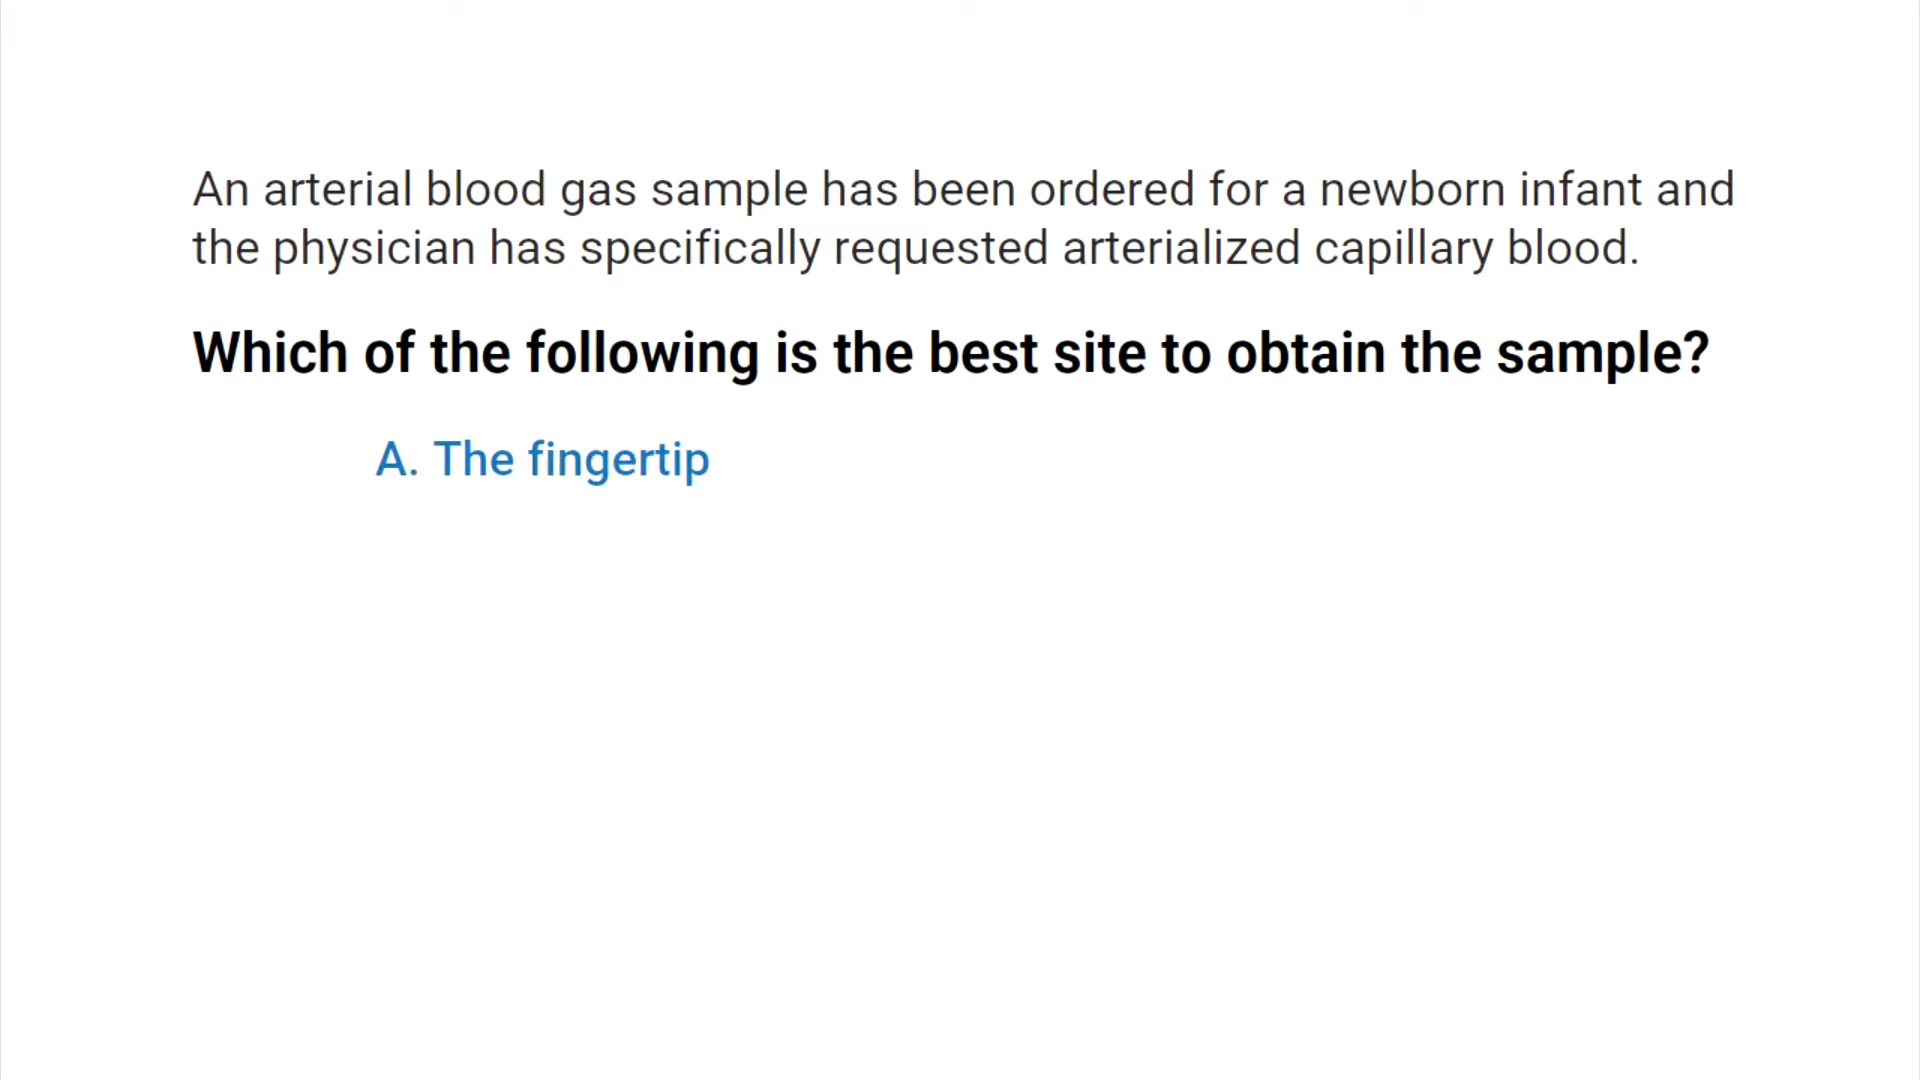 An arterial blood gas sample has been ordered for a newborn infant and
the physician has specifically requested arterialized capillary blood.
Which of the following is the best site to obtain the sample?
A. The fingertip